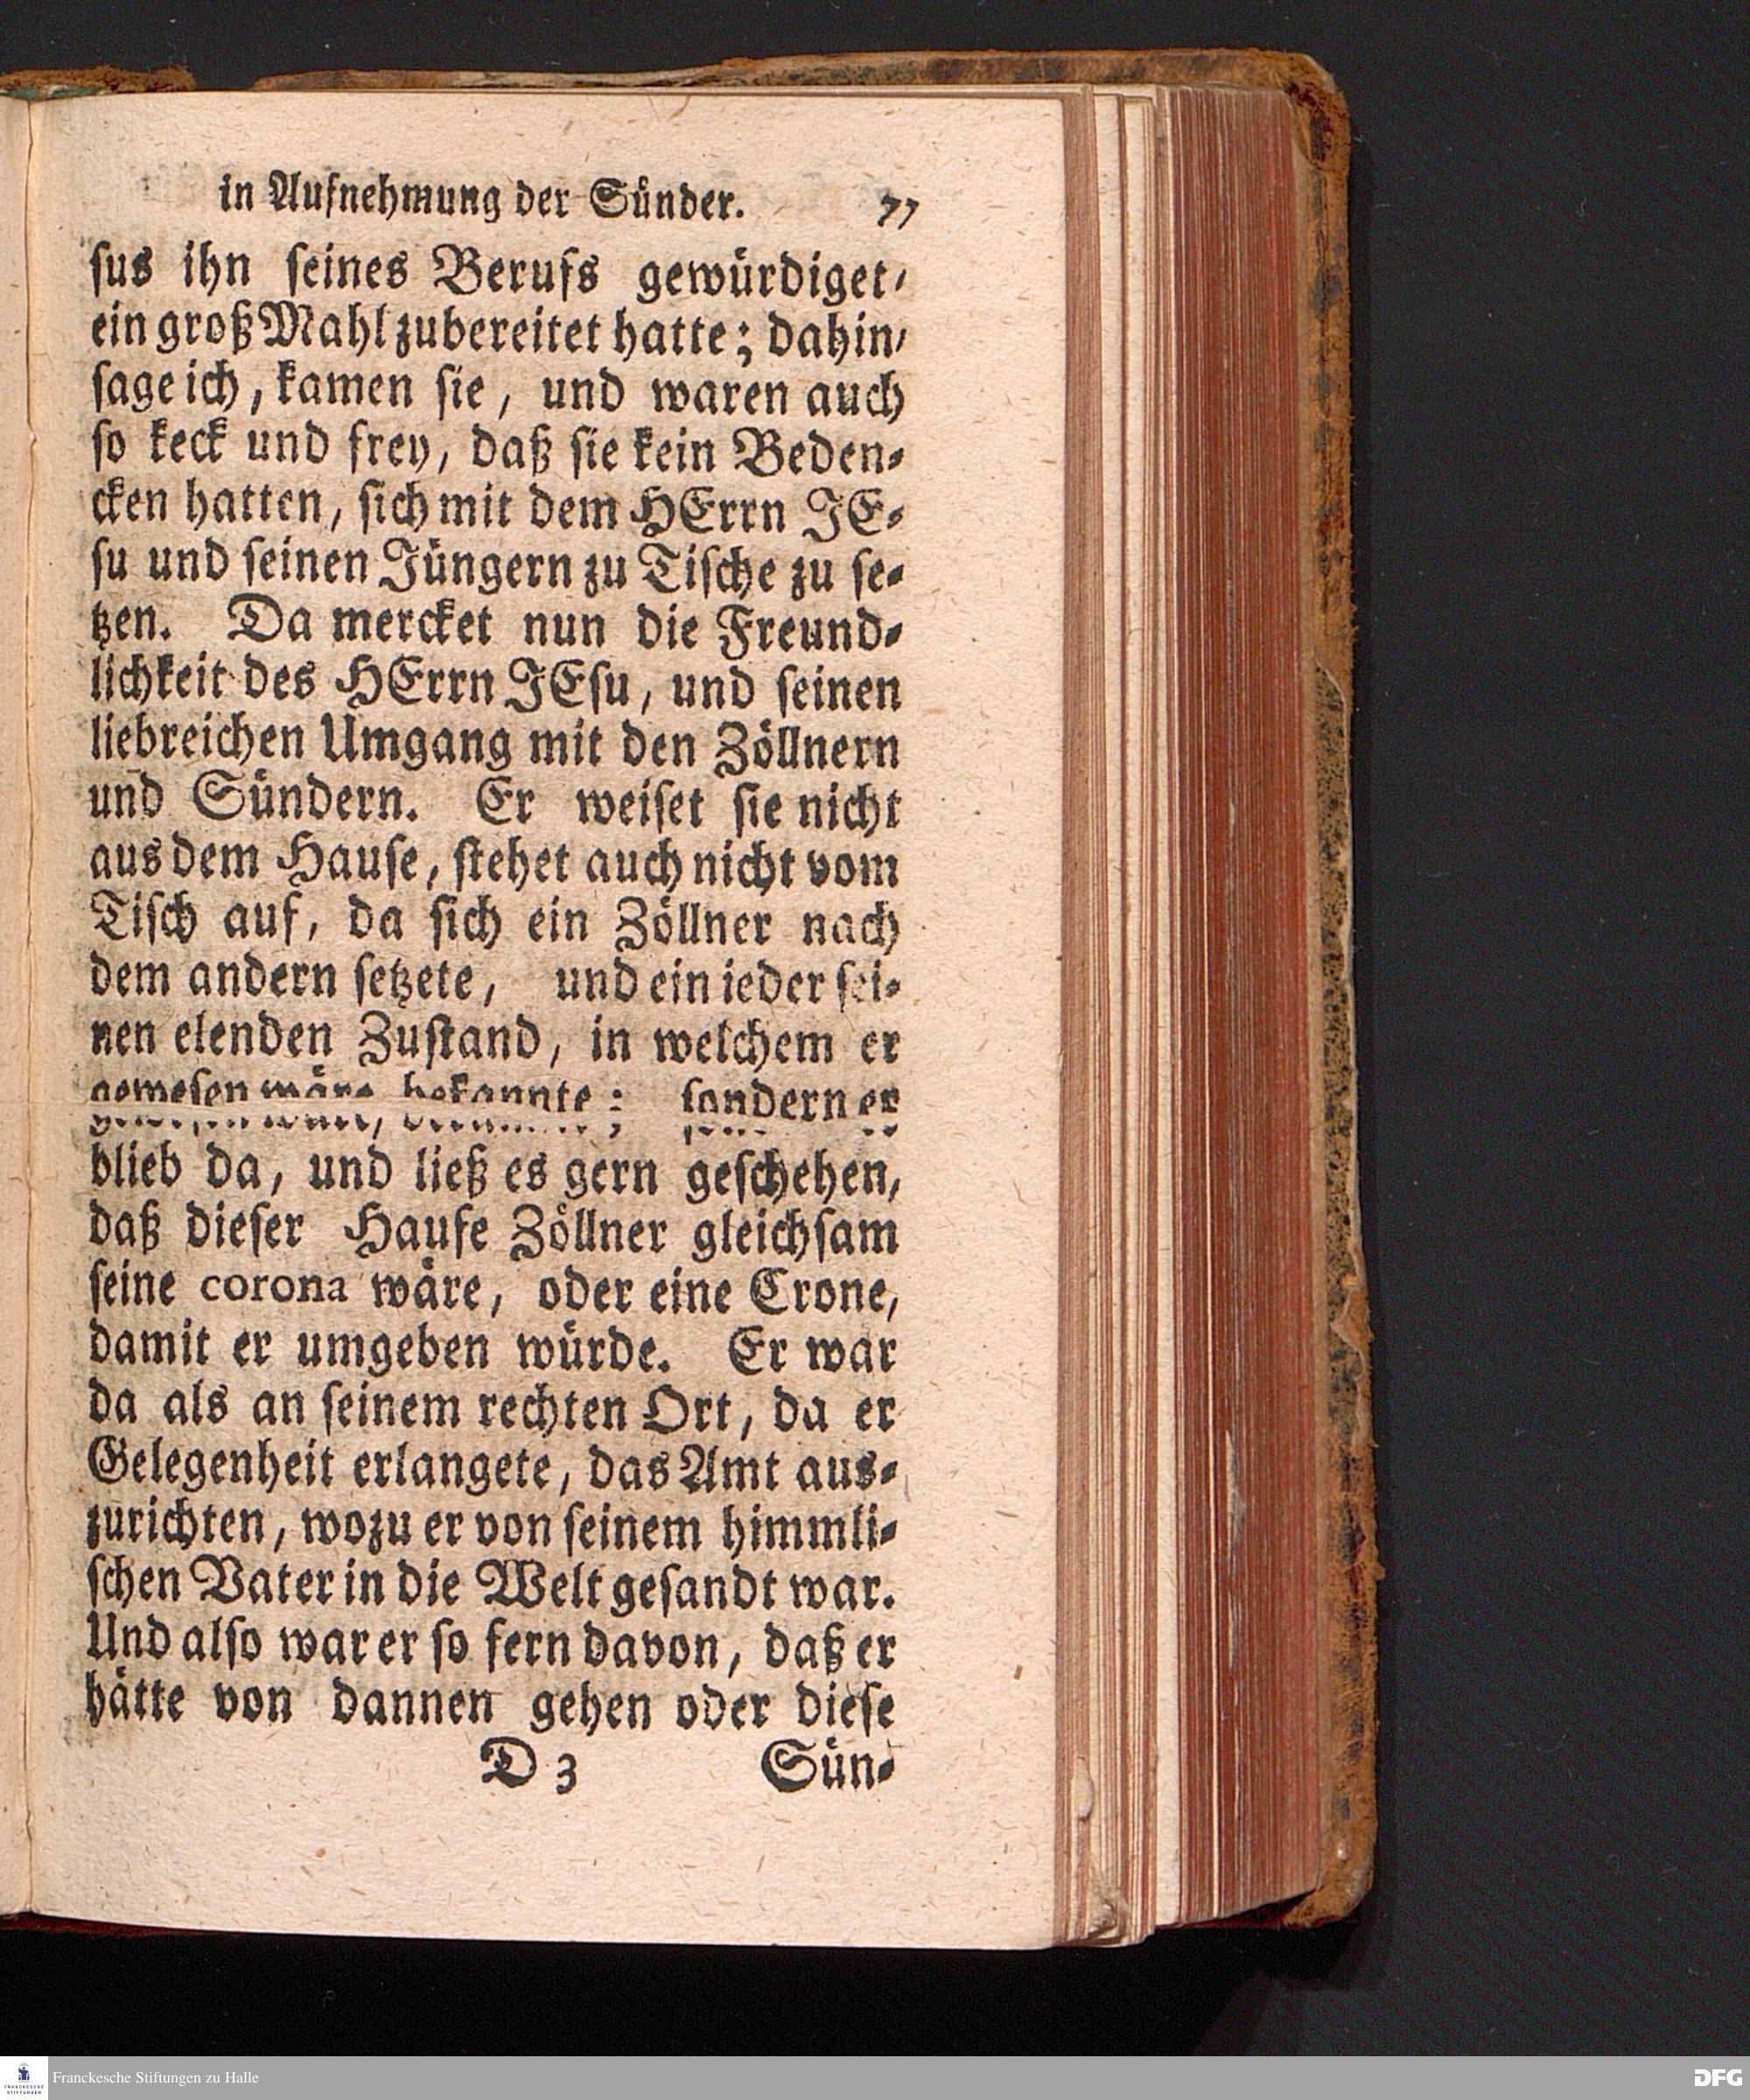 in Aufnehmung der Sünder. 77
ſus ihn ſeines Berufs gewürdiget/
ein groß Mahl zubereitet hatte; dahin/
ſage ich, kamen ſie, und waren auch
ſo keck und frey, daß ſie kein Beden-
cken hatten, ſich mit dem HErrn JE-
ſu und ſeinen Jüngern zu Tiſche zu ſe-
tzen. Da mercket nun die Freund-
lichkeit des HErrn JEſu, und ſeinen
liebreichen Umgang mit den Zöllnern
und Sündern. Er weiſet ſie nicht
aus dem Hauſe, ſtehet auch nicht vom
Tiſch auf, da ſich ein Zöllner nach
dem andern ſetzete, und ein ieder ſei-
nen elenden Zuſtand, in welchem er
geweſen wäre, bekannte; ſondern er
blieb da, und ließ es gern geſchehen,
daß dieſer Haufe Zöllner gleichſam
ſeine corona wäre, oder eine Crone,
damit er umgeben würde. Er war
da als an ſeinem rechten Ort, da er
Gelegenheit erlangete, das Amt aus-
zurichten, wozu er von ſeinem himmli-
ſchen Vater in die Welt geſandt war.
Und alſo war er ſo fern davon, daß er
hätte von dannen gehen oder dieſe
D 3 Sün-
Franckesche Stiftungen zu Halle
FRANCKESCHE STIFTUNGEN
DFG